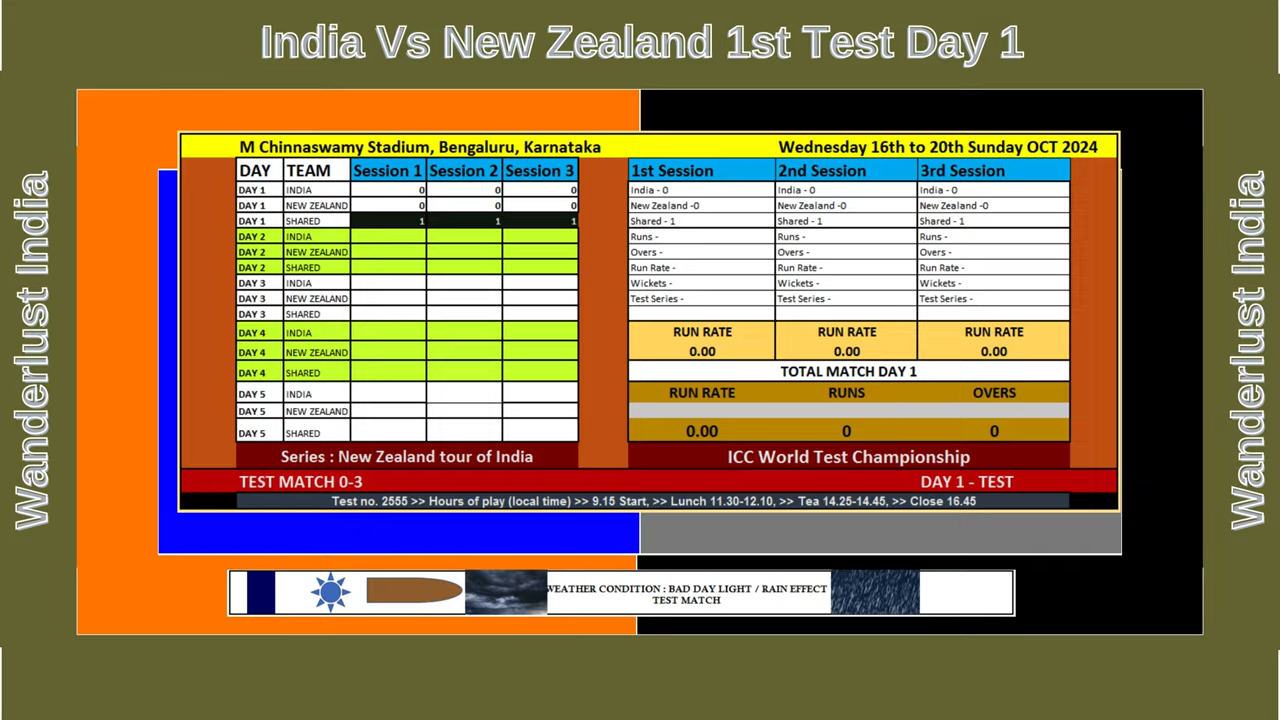 India Vs New Zealand 1st Test Day 1
Wanderlust India
M Chinnaswamy Stadium, Bengaluru, Karnataka Wednesday 16th to 20th Sunday OCT 2024
DAY TEAM Session 1 Session 2 Session 3
DAY 1 INDIA 0 0 0
DAY 1 NEW ZEALAND 0 0 0
DAY 1 SHARED 1 1 1
DAY 2 INDIA
DAY 2 NEW ZEALAND
DAY 2 SHARED
DAY 3 INDIA
DAY 3 NEW ZEALAND
DAY 3 SHARED
DAY 4 INDIA
DAY 4 NEW ZEALAND
DAY 4 SHARED
DAY 5 INDIA
DAY 5 NEW ZEALAND
DAY 5 SHARED
1st Session 2nd Session 3rd Session
India - 0 India - 0 India - 0
New Zealand -0 New Zealand -0 New Zealand -0
Shared - 1 Shared - 1 Shared - 1
Runs - Runs - Runs -
Overs - Overs - Overs -
Run Rate - Run Rate - Run Rate -
Wickets - Wickets - Wickets -
Test Series - Test Series - Test Series -
RUN RATE RUN RATE RUN RATE
0.00 0.00 0.00
TOTAL MATCH DAY 1
RUN RATE RUNS OVERS
0.00 0 0
Series : New Zealand tour of India ICC World Test Championship
TEST MATCH 0-3 DAY 1 - TEST
Test no. 2555 >> Hours of play (local time) >> 9.15 Start, >> Lunch 11.30-12.10, >> Tea 14.25-14.45, >> Close 16.45
WEATHER CONDITION : BAD DAY LIGHT / RAIN EFFECT
TEST MATCH
Wanderlust India